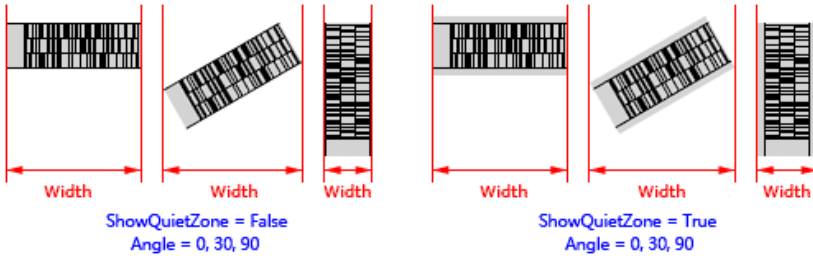 Width
Width
Width
Width
Width
Width
ShowQuietZone = False
Angle = 0, 30, 90
ShowQuietZone = True
Angle = 0, 30, 90